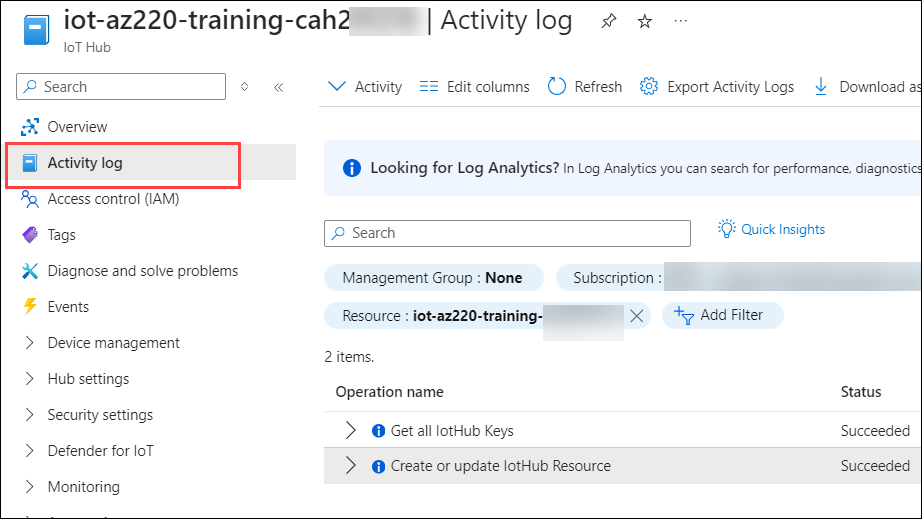 iot-az220-training-cah2 | Activity log
IoT Hub
Search
Activity
Edit columns
Refresh
Export Activity Logs
Download as
Overview
Activity log
Access control (IAM)
Tags
Diagnose and solve problems
Events
Device management
Hub settings
Security settings
Defender for IoT
Monitoring
Looking for Log Analytics? In Log Analytics you can search for performance, diagnostics
Search
Quick Insights
Management Group : None
Subscription :
Resource : iot-az220-training-
Add Filter
2 items.
Operation name
Status
Get all IotHub Keys
Succeeded
Create or update IotHub Resource
Succeeded